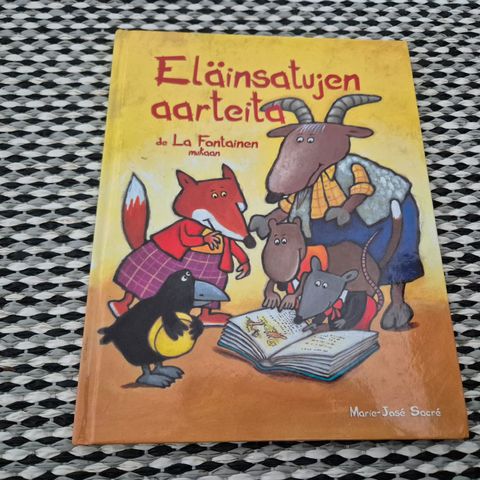 Eläinsatujen
aarteita
de La Fontainen
mukaan
Marie-José Sacré